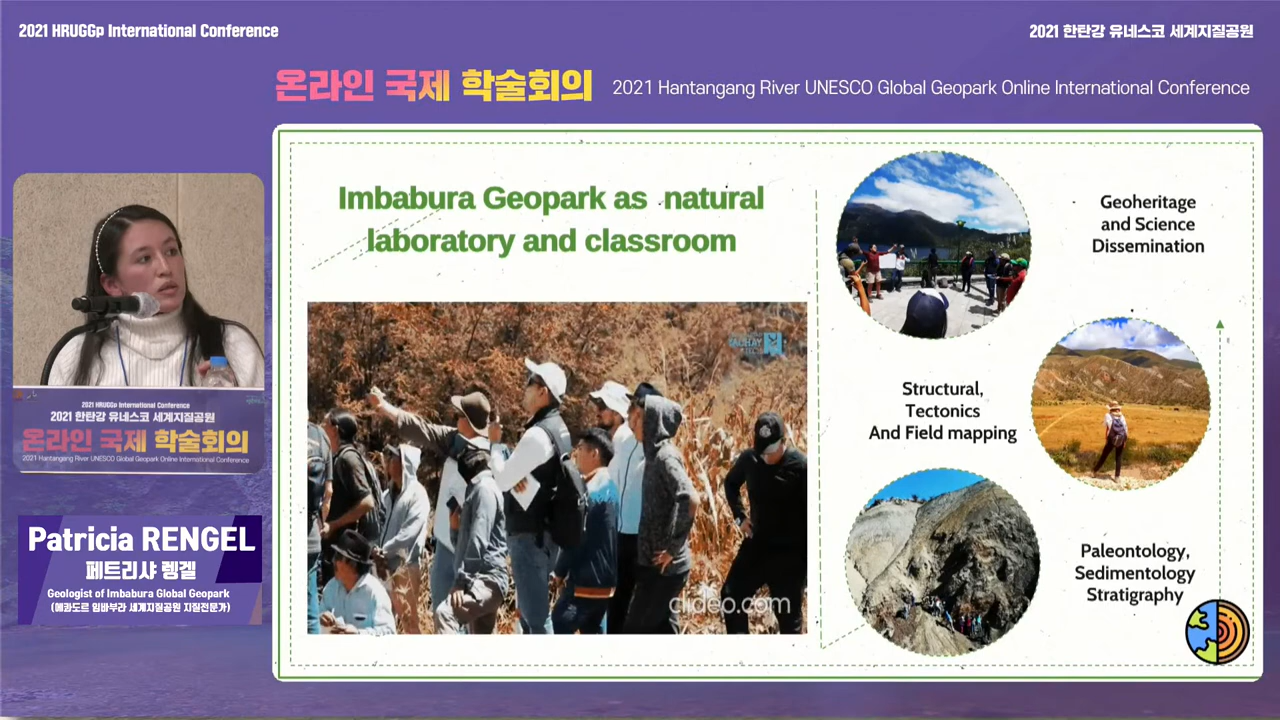 2021 HRUGGp International Conference
2021 한탄강 유네스코 세계지질공원
온라인 국제 학술회의
2021 Hantangang River UNESCO Global Geopark Online International Conference
Imbabura Geopark as natural
laboratory and classroom
Geoheritage
and Science
Dissemination
Structural,
Tectonics
And Field mapping
Paleontology,
Sedimentology
Stratigraphy
YACHAY
TECH
clideo.com
2021 HRUGGp International Conference
2021 한탄강 유네스코 세계지질공원
온라인 국제 학술회의
2021 Hantangang River UNESCO Global Geopark Online International Conference
Patricia RENGEL
페트리샤 렝겔
Geologist of Imbabura Global Geopark
(에콰도르 임바부라 세계지질공원 지질전문가)